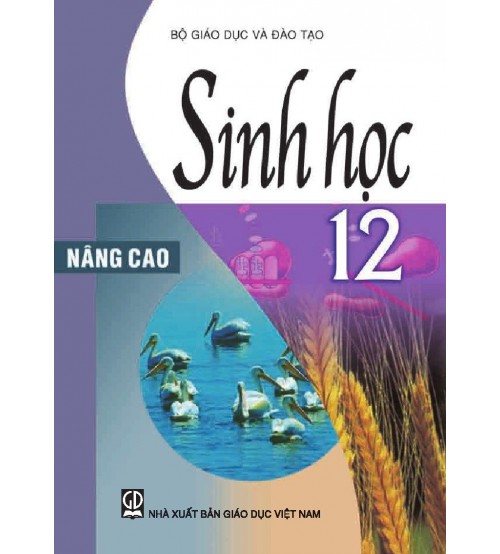 BỘ GIÁO DỤC VÀ ĐÀO TẠO
Sinh học
12
NÂNG CAO
GD
NHÀ XUẤT BẢN GIÁO DỤC VIỆT NAM